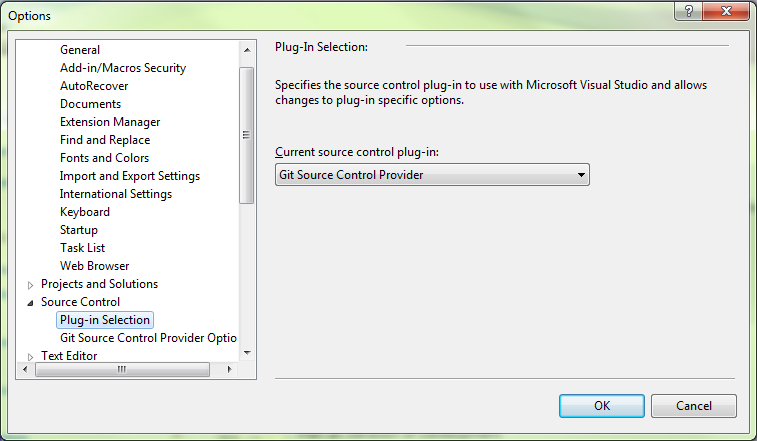 Options
General
Add-in/Macros Security
AutoRecover
Documents
Extension Manager
Find and Replace
Fonts and Colors
Import and Export Settings
International Settings
Keyboard
Startup
Task List
Web Browser
Projects and Solutions
Source Control
Plug-in Selection
Git Source Control Provider Optio
Text Editor
Plug-In Selection:
Specifies the source control plug-in to use with Microsoft Visual Studio and allows
changes to plug-in specific options.
Current source control plug-in:
Git Source Control Provider
OK
Cancel